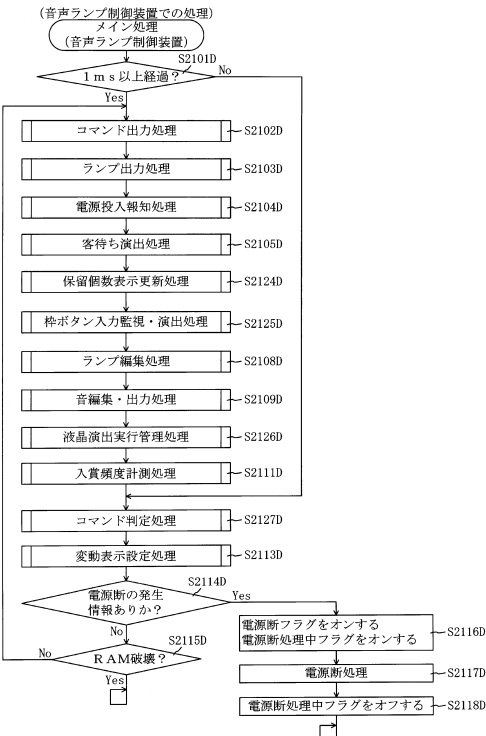 (音声ランプ制御装置での処理)
メイン処理
(音声ランプ制御装置)
S2101D
1ms以上経過？
No
Yes
コマンド出力処理
S2102D
ランプ出力処理
S2103D
電源投入報知処理
S2104D
客待ち演出処理
S2105D
保留個数表示更新処理
S2124D
枠ボタン入力監視・演出処理
S2125D
ランプ編集処理
S2108D
音編集・出力処理
S2109D
液晶演出実行管理処理
S2126D
入賞頻度計測処理
S2111D
コマンド判定処理
S2127D
変動表示設定処理
S2113D
S2114D
電源断の発生
情報ありか？
Yes
No
電源断フラグをオンする
電源断処理中フラグをオンする
S2116D
S2115D
RAM破壊？
No
Yes
電源断処理
S2117D
電源断処理中フラグをオフする
S2118D